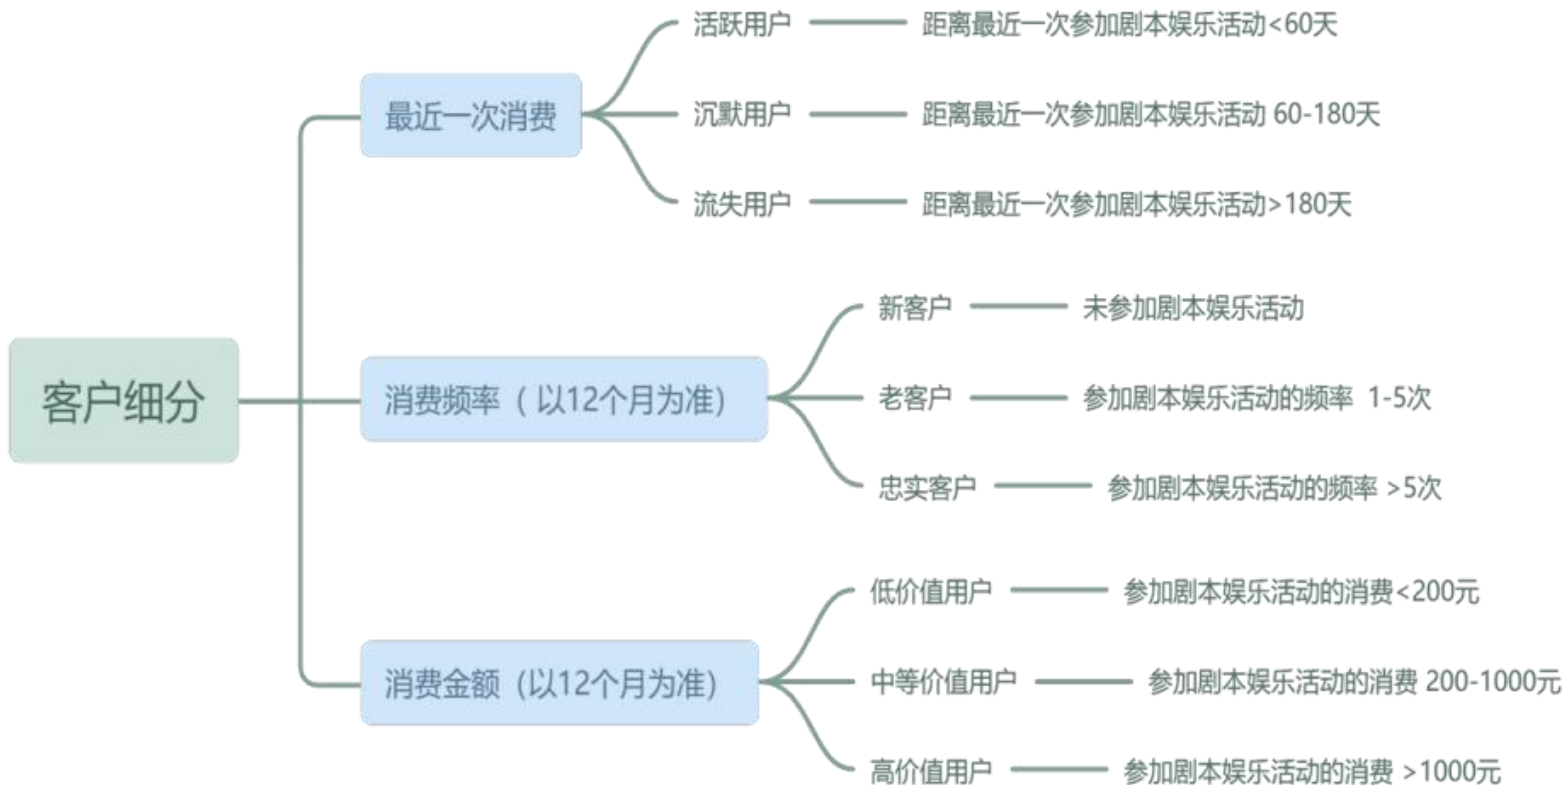 客户细分
最近一次消费
活跃用户
距离最近一次参加剧本娱乐活动<60天
沉默用户
距离最近一次参加剧本娱乐活动 60-180天
流失用户
距离最近一次参加剧本娱乐活动>180天
消费频率（ 以12个月为准）
新客户
未参加剧本娱乐活动
老客户
参加剧本娱乐活动的频率 1-5次
忠实客户
参加剧本娱乐活动的频率 >5次
消费金额（以12个月为准）
低价值用户
参加剧本娱乐活动的消费<200元
中等价值用户
参加剧本娱乐活动的消费 200-1000元
高价值用户
参加剧本娱乐活动的消费 >1000元